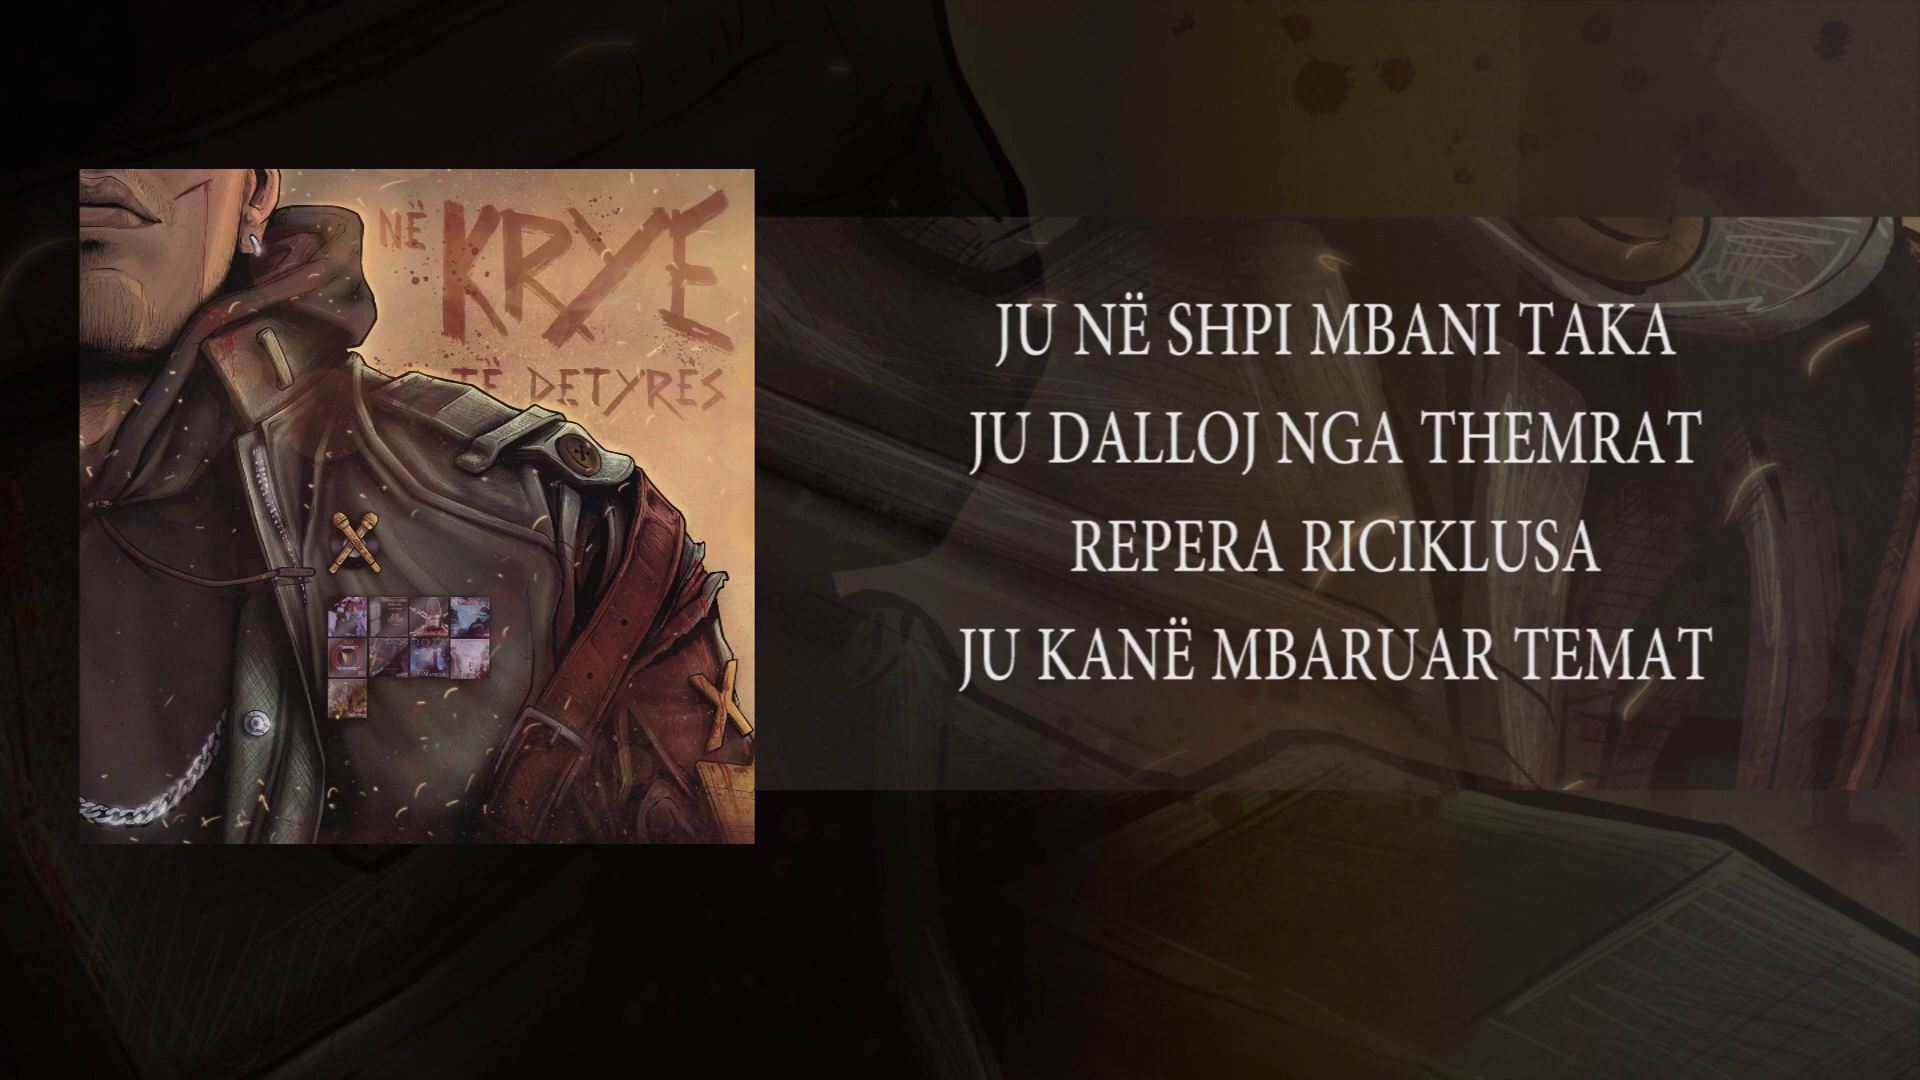 NË KRYE
TË DETYRËS
JU NË SHPI MBANI TAKA
JU DALLOJ NGA THEMRAT
REPERA RICIKLUSA
JU KANË MBARUAR TEMAT